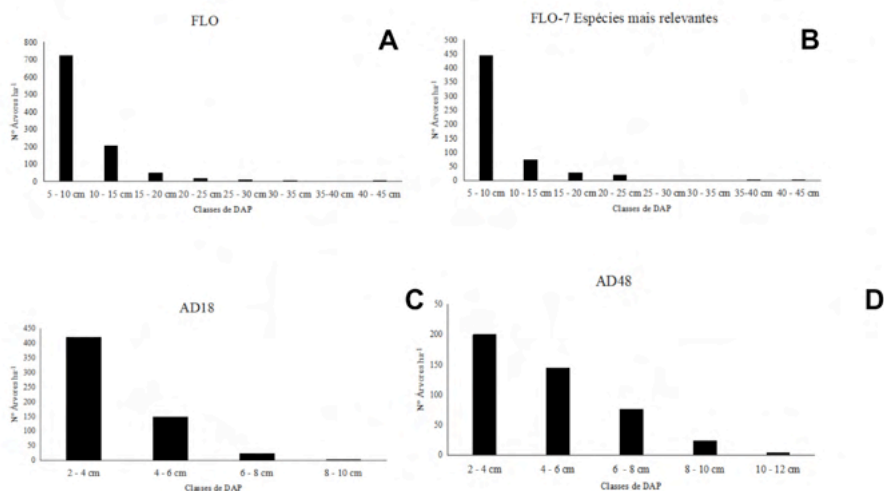 FLO
A
N° Árvores ha⁻¹
800
700
600
500
400
300
200
100
0
5 - 10 cm 10 - 15 cm 15 - 20 cm 20 - 25 cm 25 - 30 cm 30 - 35 cm 35-40 cm 40 - 45 cm
Classes de DAP
FLO-7 Espécies mais relevantes
B
N° Árvores ha⁻¹
500
450
400
350
300
250
200
150
100
50
0
5 - 10 cm 10 - 15 cm 15 - 20 cm 20 - 25 cm 25 - 30 cm 30 - 35 cm 35-40 cm 40 - 45 cm
Classes de DAP
AD18
C
N° Árvores ha⁻¹
450
400
350
300
250
200
150
100
50
0
2 - 4 cm 4 - 6 cm 6 - 8 cm 8 - 10 cm
Classes de DAP
AD48
D
N° Árvores ha⁻¹
50
200
150
100
50
0
2 - 4 cm 4 - 6 cm 6 - 8 cm 8 - 10 cm 10 - 12 cm
Classes de DAP